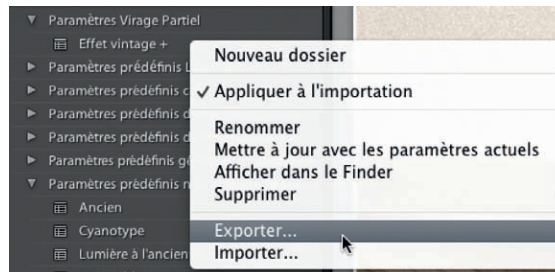 Paramètres Virage Partiel
Effet vintage +
Paramètres prédéfinis
Paramètres prédéfinis
Paramètres prédéfinis
Paramètres prédéfinis
Paramètres prédéfinis
Paramètres prédéfinis
Ancien
Cyanotype
Lumière à l'ancien
Nouveau dossier
✓ Appliquer à l'importation
Renommer
Mettre à jour avec les paramètres actuels
Afficher dans le Finder
Supprimer
Exporter...
Importer...